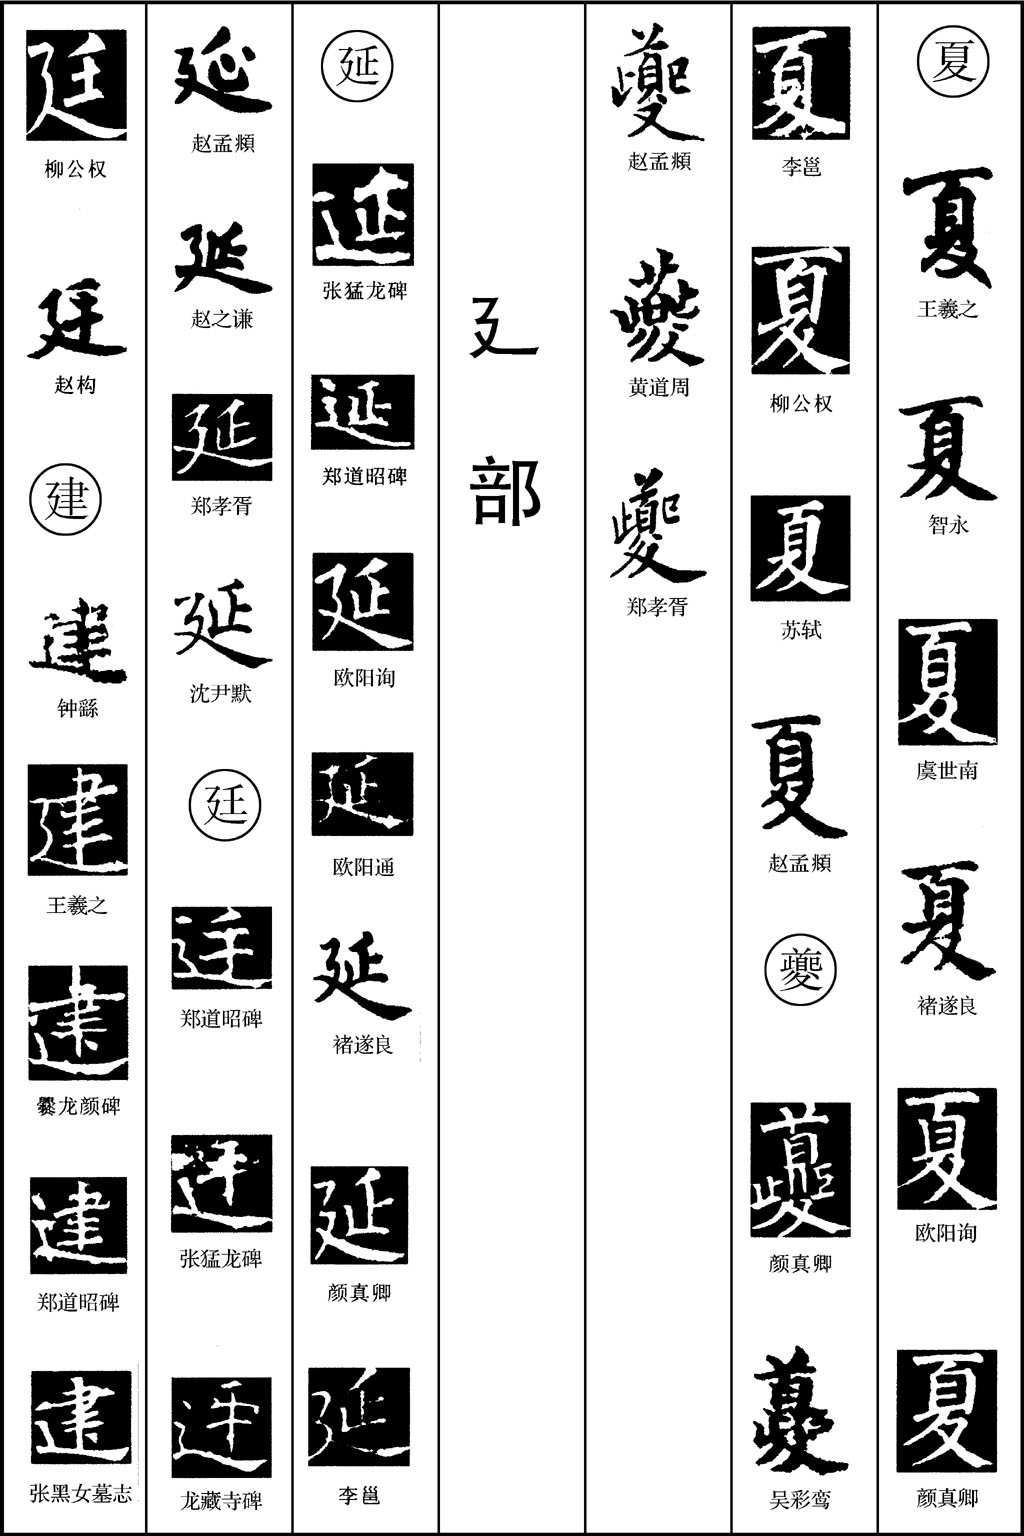 夏
夏
王羲之
夏
智永
夏
虞世南
夏
褚遂良
夏
欧阳询
夏
颜真卿
夏
李邕
夏
柳公权
夏
苏轼
夏
赵孟頫
夔
夔
颜真卿
夔
吴彩鸾
夔
赵孟頫
夔
黄道周
夔
郑孝胥
廴部
延
延
张猛龙碑
延
郑道昭碑
延
欧阳询
延
欧阳通
延
褚遂良
延
颜真卿
延
李邕
延
赵孟頫
延
赵之谦
延
郑孝胥
延
沈尹默
廷
廷
郑道昭碑
廷
张猛龙碑
廷
龙藏寺碑
廷
柳公权
廷
赵构
建
建
钟繇
建
王羲之
建
爨龙颜碑
建
郑道昭碑
建
张黑女墓志